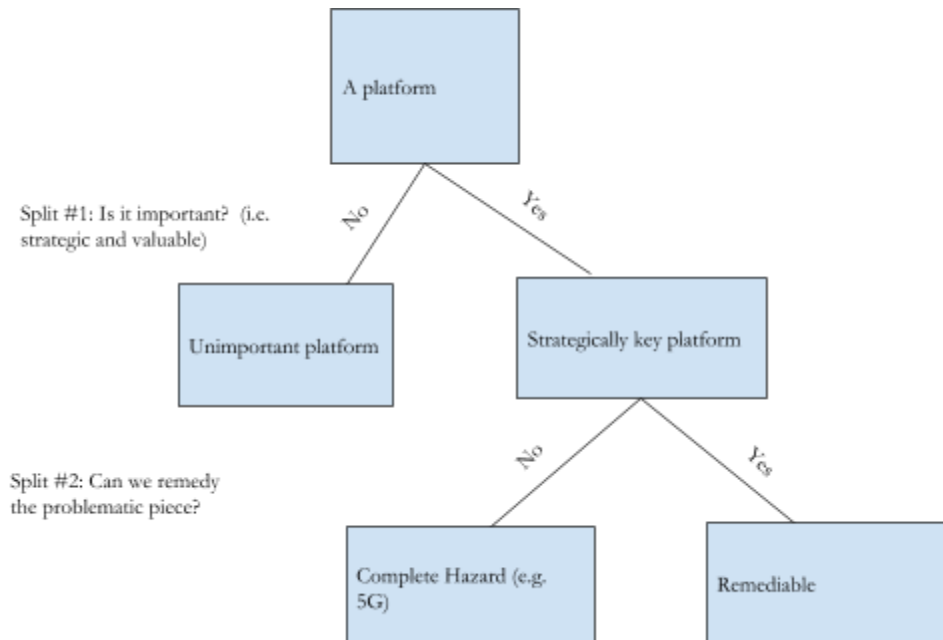 A platform
Split #1: Is it important?  (i.e.
strategic and valuable)
No
Yes
Unimportant platform
Strategically key platform
Split #2: Can we remedy
the problematic piece?
No
Yes
Complete Hazard (e.g.
5G)
Remediable